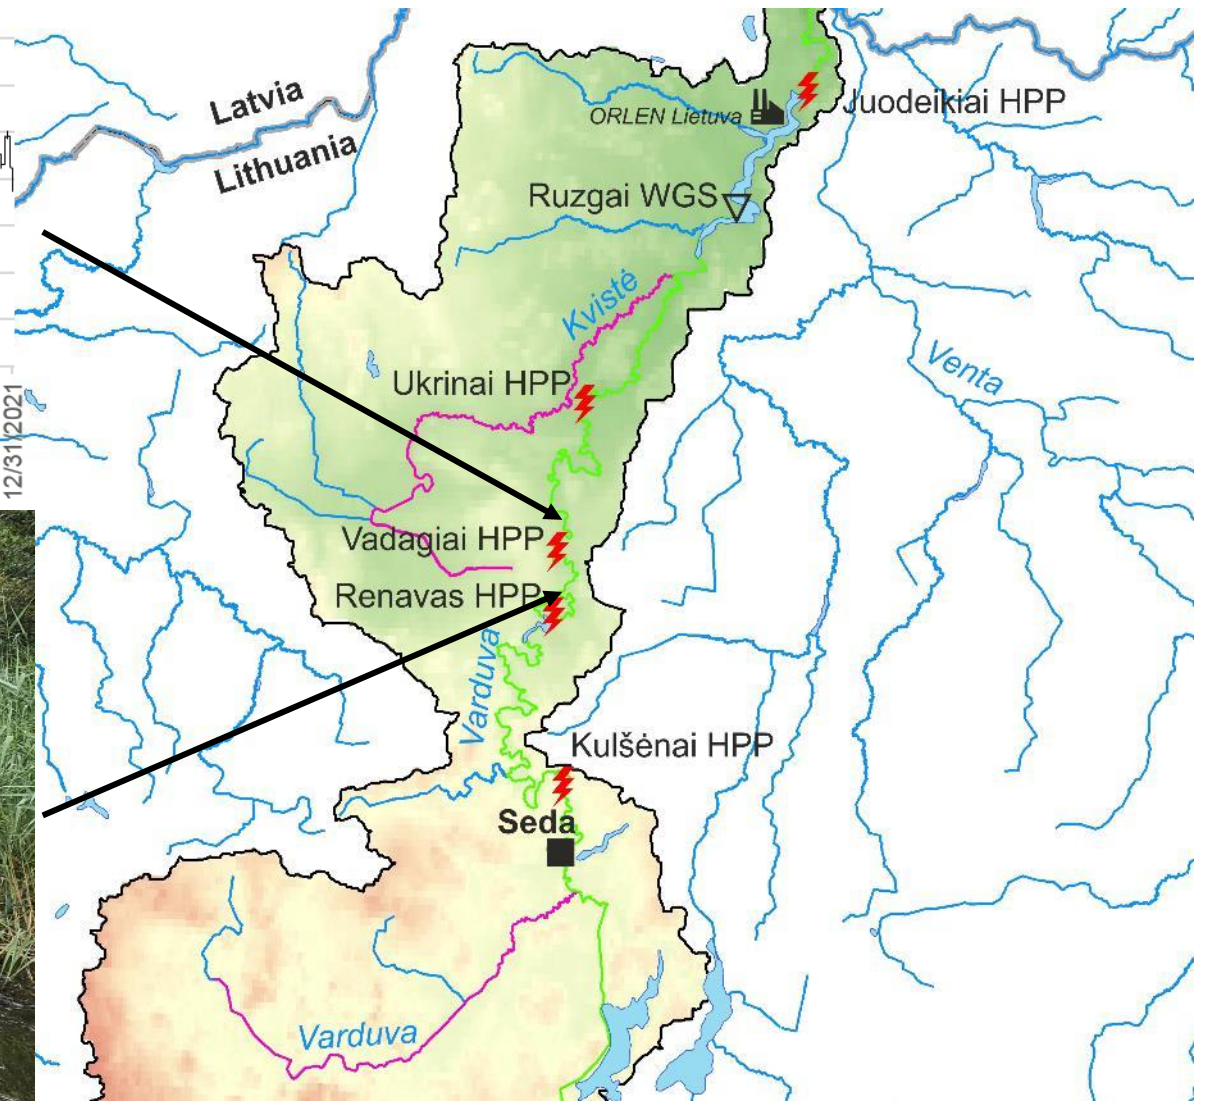 Latvia
Lithuania
ORLEN Lietuva
Juodeikiai HPP
Ruzgai WGS
Kvistė
Venta
Ukrinai HPP
12/31/2021
Vadagiai HPP
Renavas HPP
Varduva
Kulšėnai HPP
Seda
Varduva